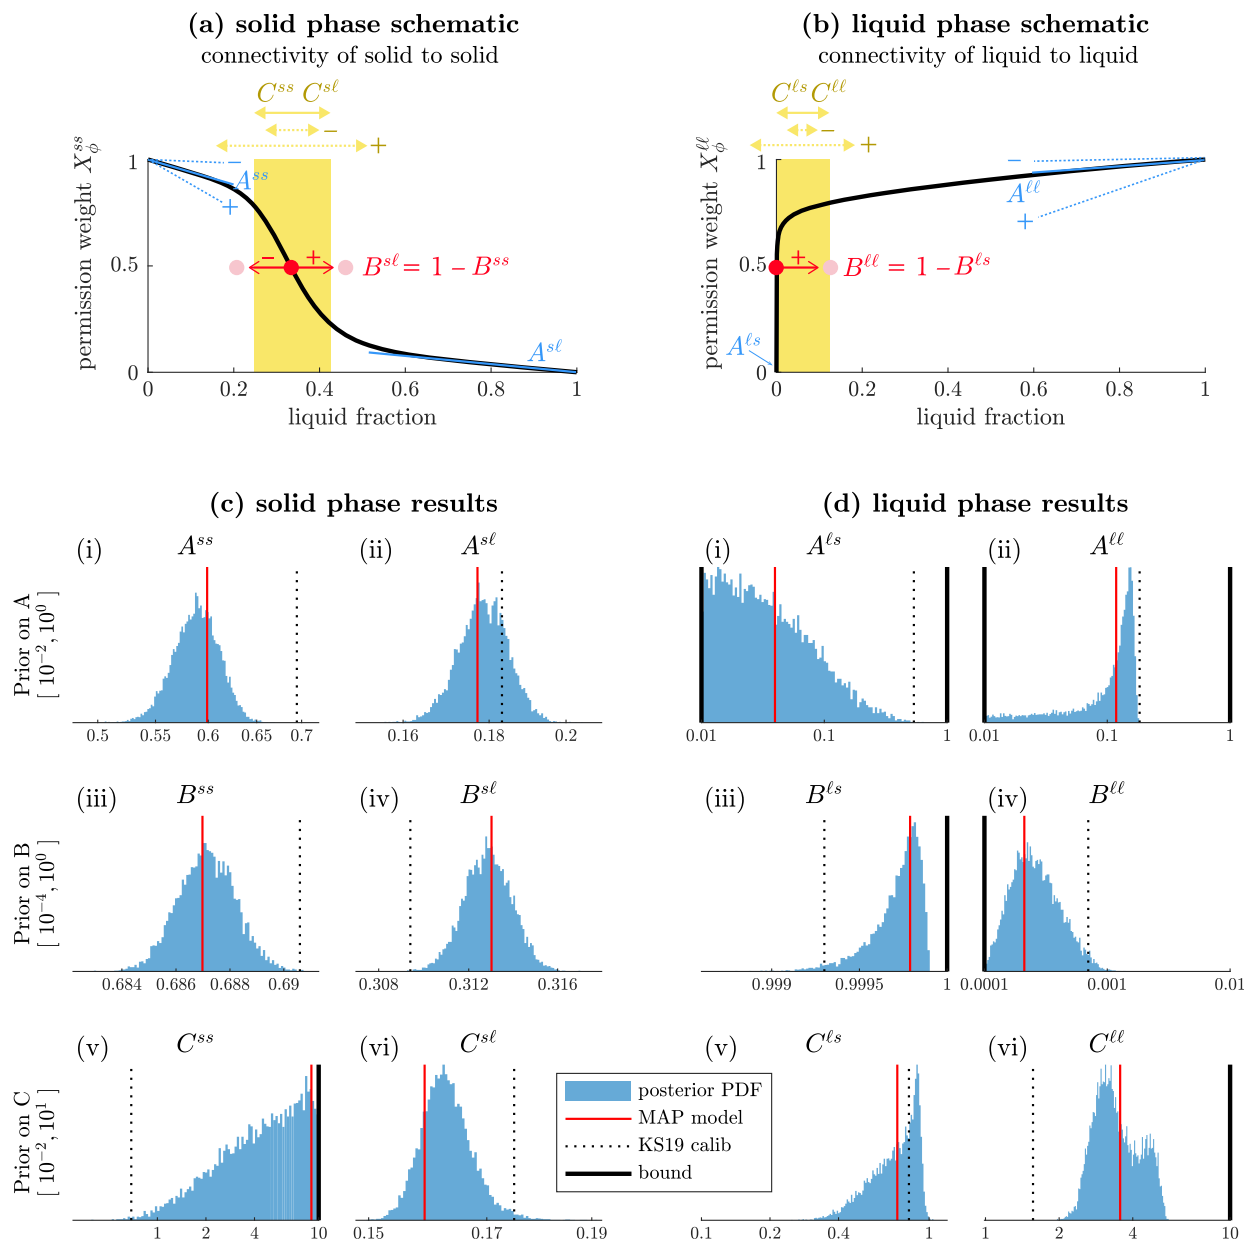 (a) solid phase schematic
connectivity of solid to solid
C^{ss} C^{sℓ}
−
+
permission weight X_ϕ^{ss}
1
0.5
0
−
A^{ss}
+
−
+
B^{sℓ} = 1 – B^{ss}
A^{sℓ}
0 0.2 0.4 0.6 0.8 1
liquid fraction
(b) liquid phase schematic
connectivity of liquid to liquid
C^{ℓs} C^{ℓℓ}
−
+
permission weight X_ϕ^{ℓℓ}
1
0.5
0
−
A^{ℓℓ}
+
+
B^{ℓℓ} = 1 – B^{ℓs}
A^{ℓs}
0 0.2 0.4 0.6 0.8 1
liquid fraction
(c) solid phase results
(d) liquid phase results
Prior on A
[ 10^{−2}, 10^{0} ]
(i) A^{ss}
0.5 0.55 0.6 0.65 0.7
(ii) A^{sℓ}
0.16 0.18 0.2
(i) A^{ℓs}
0.01 0.1 1
(ii) A^{ℓℓ}
0.01 0.1 1
Prior on B
[ 10^{−4}, 10^{0} ]
(iii) B^{ss}
0.684 0.686 0.688 0.69
(iv) B^{sℓ}
0.308 0.312 0.316
(iii) B^{ℓs}
0.999 0.9995 1
(iv) B^{ℓℓ}
0.0001 0.001 0.01
Prior on C
[ 10^{−2}, 10^{1} ]
(v) C^{ss}
1 2 4 10
(vi) C^{sℓ}
0.15 0.17 0.19
posterior PDF
MAP model
KS19 calib
bound
(v) C^{ℓs}
0.1 0.2 0.4 1
(vi) C^{ℓℓ}
1 2 4 10